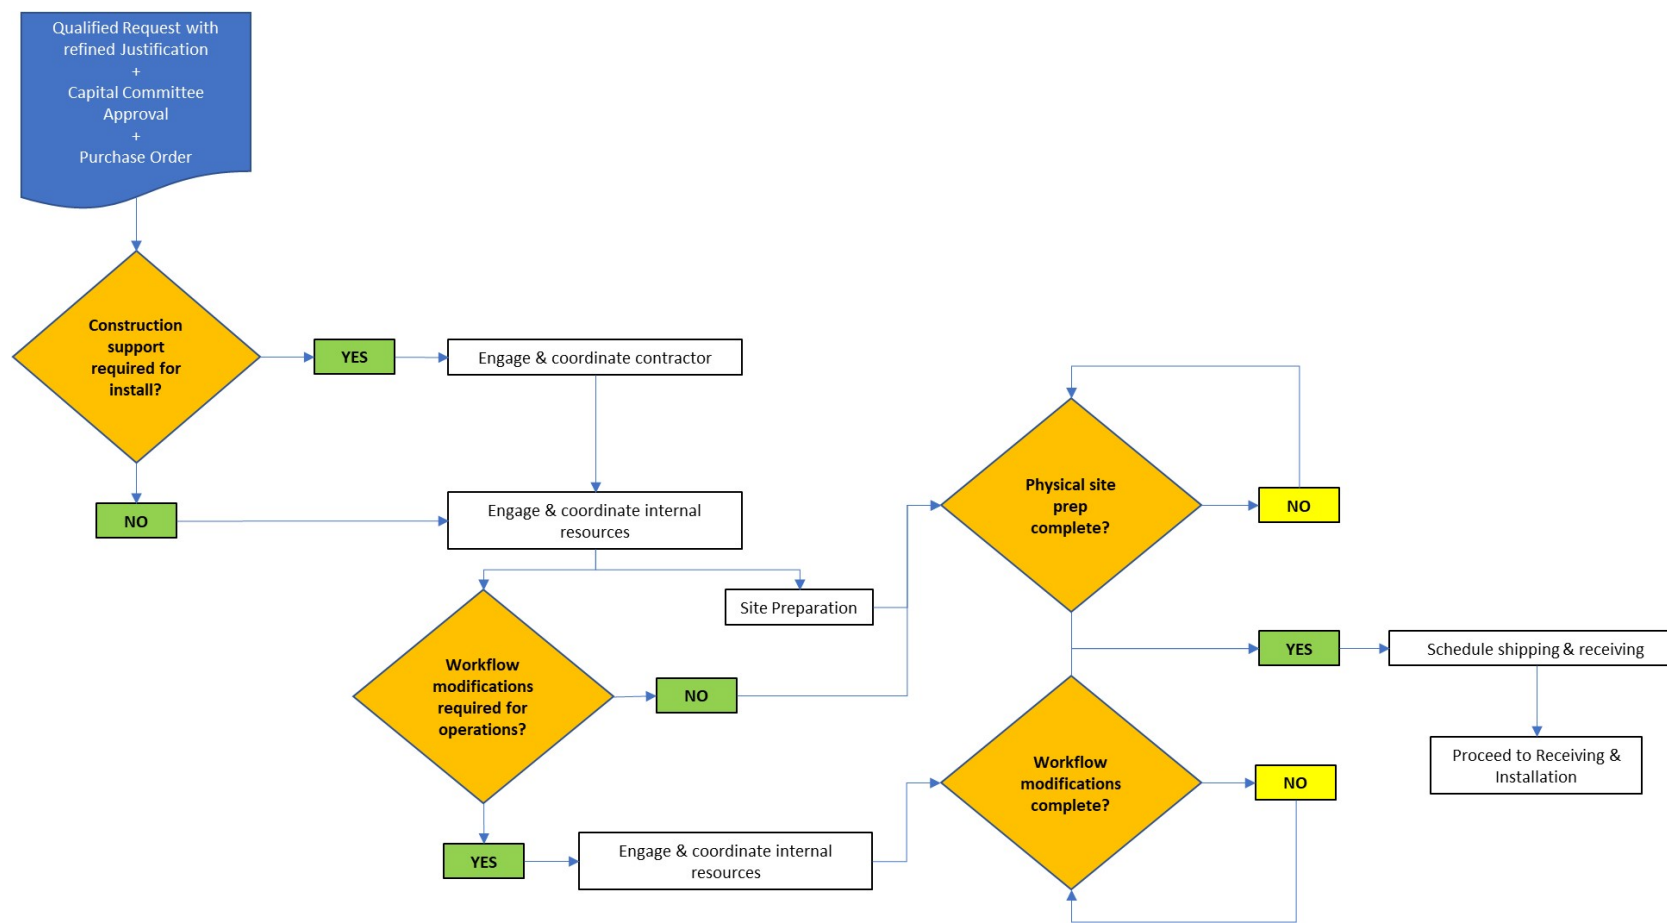 Qualified Request with
refined Justification
+
Capital Committee
Approval
+
Purchase Order
Construction
support
required for
install?
YES
Engage & coordinate contractor
NO
Engage & coordinate internal
resources
Site Preparation
Workflow
modifications
required for
operations?
NO
YES
Engage & coordinate internal
resources
Physical site
prep
complete?
NO
YES
Schedule shipping & receiving
Workflow
modifications
complete?
NO
Proceed to Receiving &
Installation